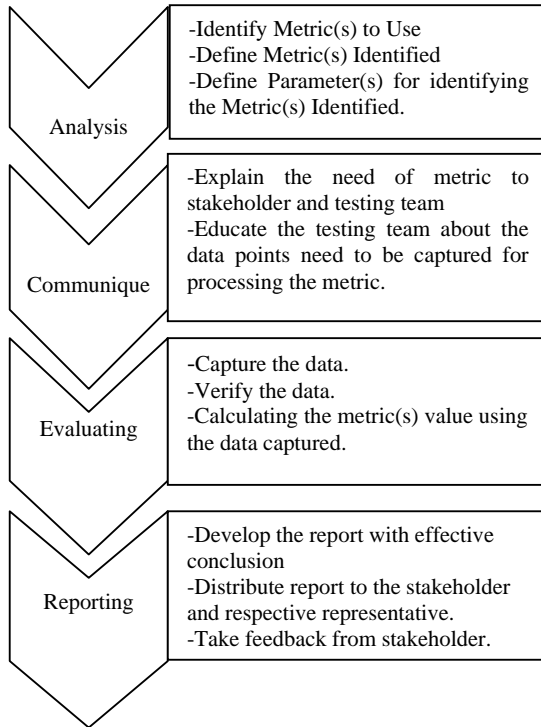 Analysis
-Identify Metric(s) to Use
-Define Metric(s) Identified
-Define Parameter(s) for identifying
the Metric(s) Identified.
Communique
-Explain the need of metric to
stakeholder and testing team
-Educate the testing team about the
data points need to be captured for
processing the metric.
Evaluating
-Capture the data.
-Verify the data.
-Calculating the metric(s) value using
the data captured.
Reporting
-Develop the report with effective
conclusion
-Distribute report to the stakeholder
and respective representative.
-Take feedback from stakeholder.